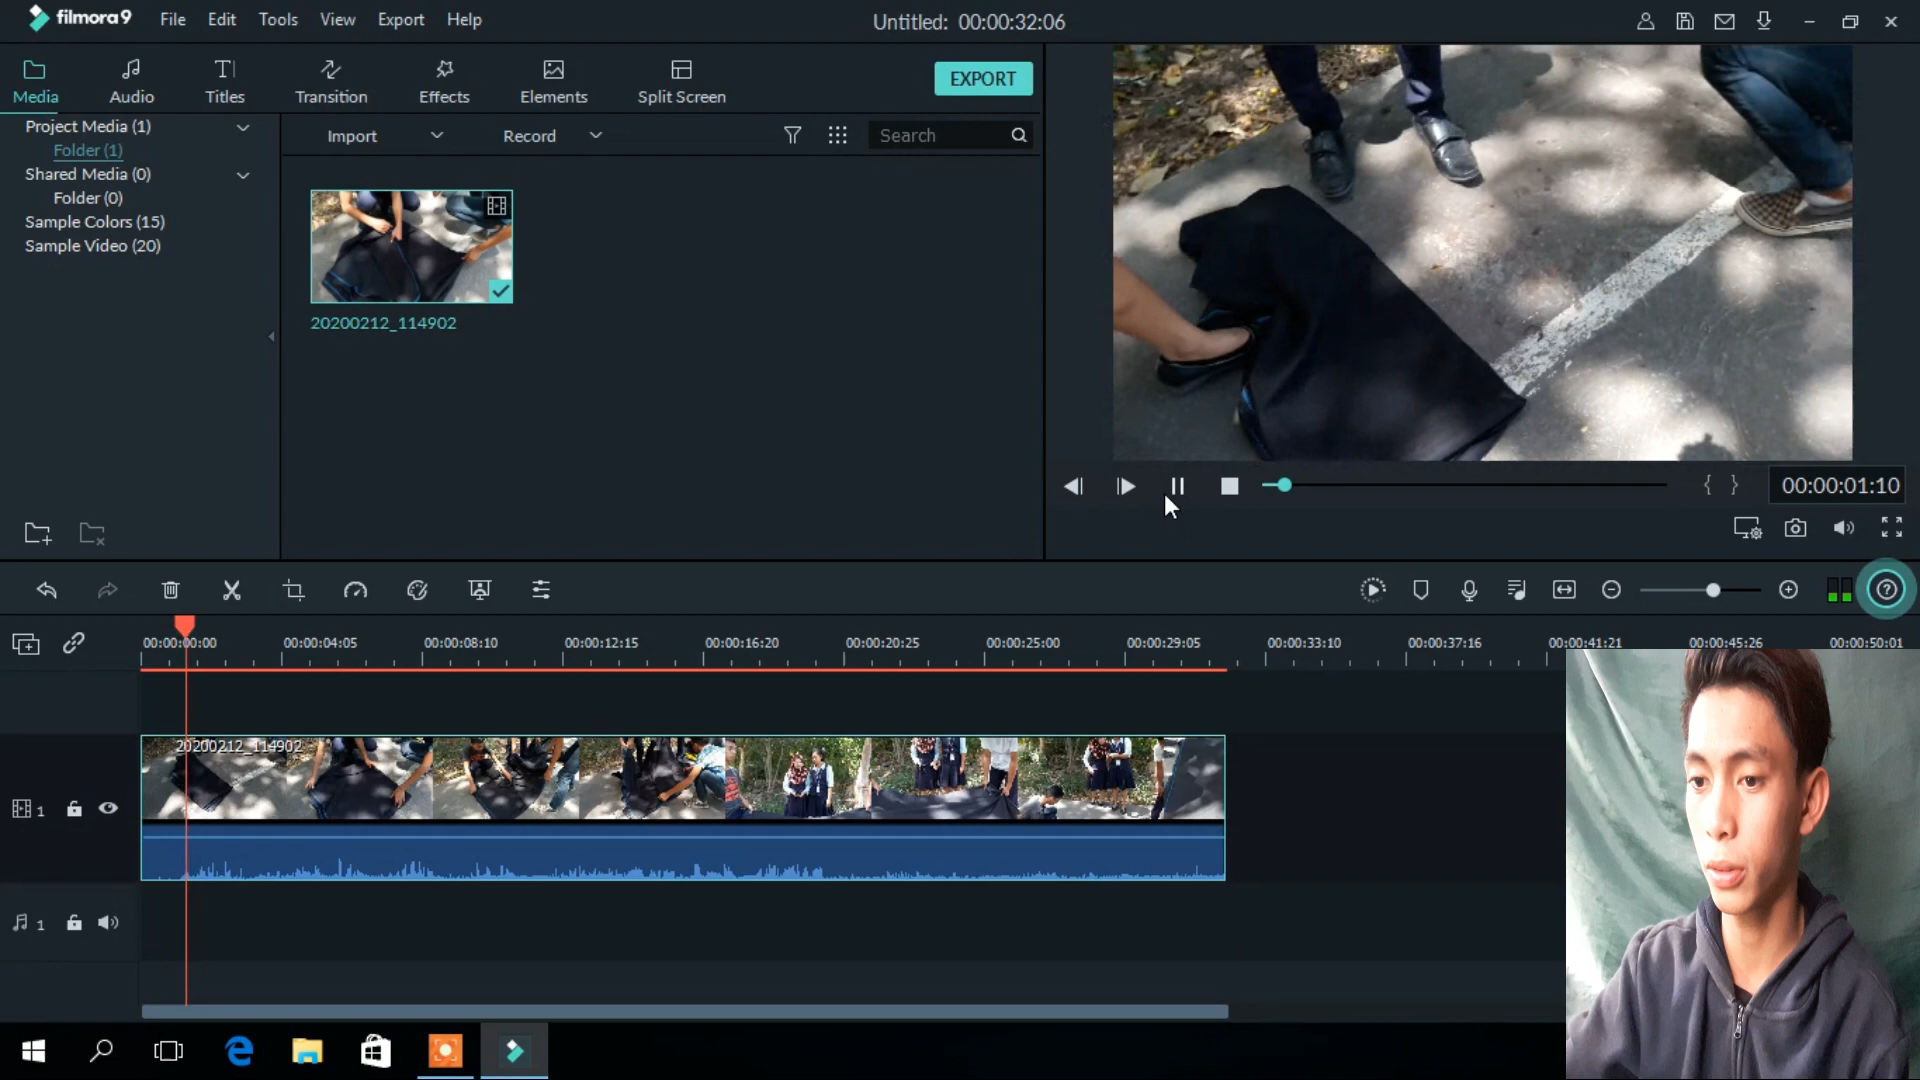 filmora9 File Edit Tools View Export Help Untitled: 00:00:32:06
Media Audio Titles Transition Effects Elements Split Screen EXPORT
Project Media (1)
Folder (1)
Shared Media (0)
Folder (0)
Sample Colors (15)
Sample Video (20)
Import Record Search
20200212_114902
{ } 00:00:01:10
00:00:00:00 00:00:04:05 00:00:08:10 00:00:12:15 00:00:16:20 00:00:20:25 00:00:25:00 00:00:29:05 00:00:33:10 00:00:37:16 00:00:41:21 00:00:45:26 00:00:50:01
20200212_114902
1
1